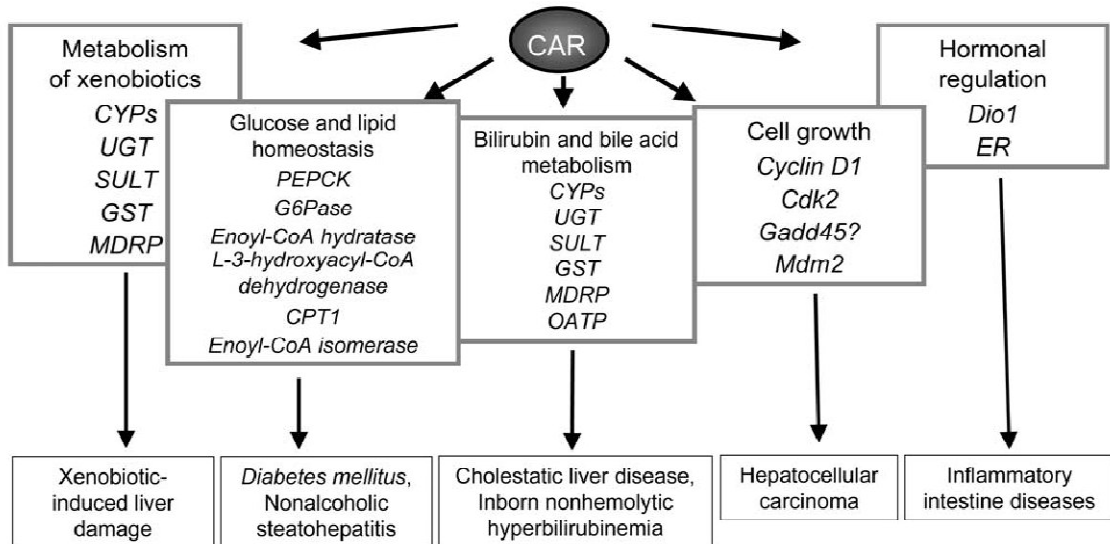 CAR
Metabolism
of xenobiotics
CYPs
UGT
SULT
GST
MDRP
Glucose and lipid
homeostasis
PEPCK
G6Pase
Enoyl-CoA hydratase
L-3-hydroxyacyl-CoA
dehydrogenase
CPT1
Enoyl-CoA isomerase
Bilirubin and bile acid
metabolism
CYPs
UGT
SULT
GST
MDRP
OATP
Cell growth
Cyclin D1
Cdk2
Gadd45?
Mdm2
Hormonal
regulation
Dio1
ER
Xenobiotic-
induced liver
damage
Diabetes mellitus,
Nonalcoholic
steatohepatitis
Cholestatic liver disease,
Inborn nonhemolytic
hyperbilirubinemia
Hepatocellular
carcinoma
Inflammatory
intestine diseases